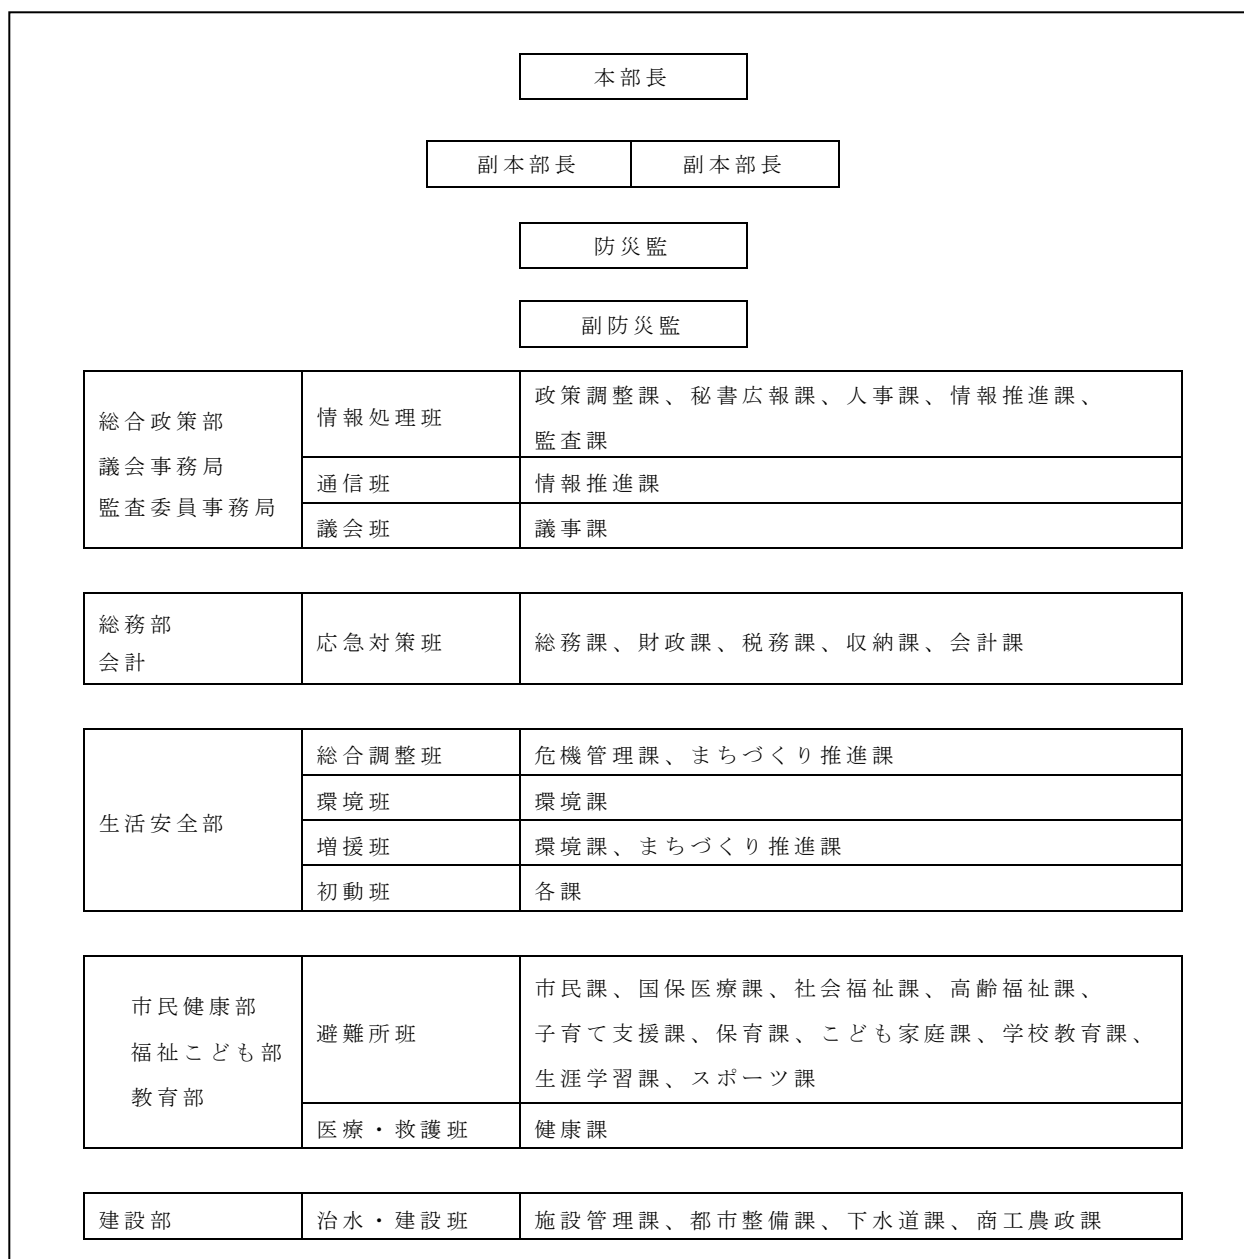 本部長
副本部長 副本部長
防災監
副防災監
総合政策部
議会事務局
監査委員事務局
情報処理班
政策調整課、秘書広報課、人事課、情報推進課、
監査課
通信班
情報推進課
議会班
議事課
総務部
会計
応急対策班
総務課、財政課、税務課、収納課、会計課
生活安全部
総合調整班
危機管理課、まちづくり推進課
環境班
環境課
増援班
環境課、まちづくり推進課
初動班
各課
市民健康部
福祉こども部
教育部
避難所班
市民課、国保医療課、社会福祉課、高齢福祉課、
子育て支援課、保育課、こども家庭課、学校教育課、
生涯学習課、スポーツ課
医療・救護班
健康課
建設部
治水・建設班
施設管理課、都市整備課、下水道課、商工農政課